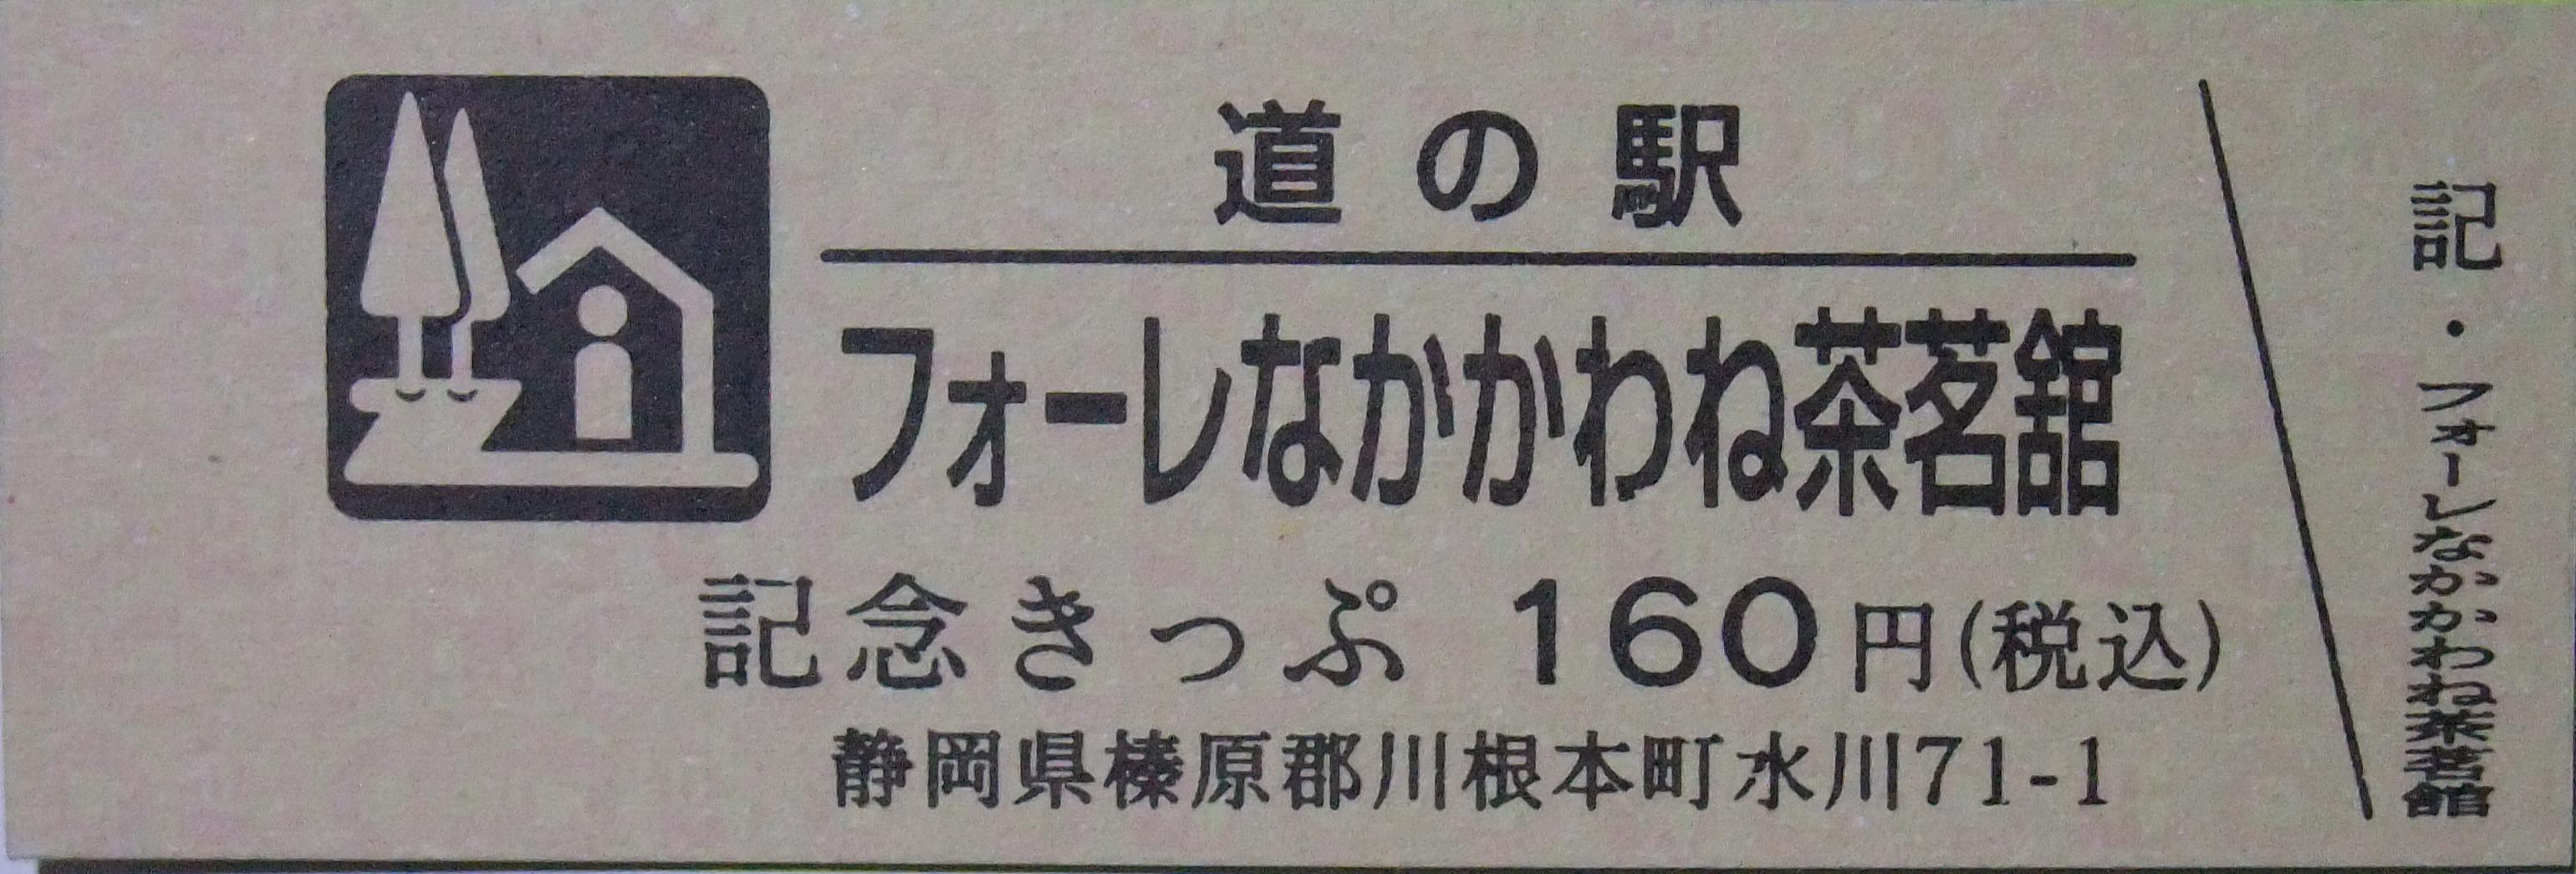 道の駅
フォーレなかかわね茶茗舘
記念きっぷ 160円(税込)
静岡県榛原郡川根本町水川71-1
記・フォーレなかかわね茶茗舘